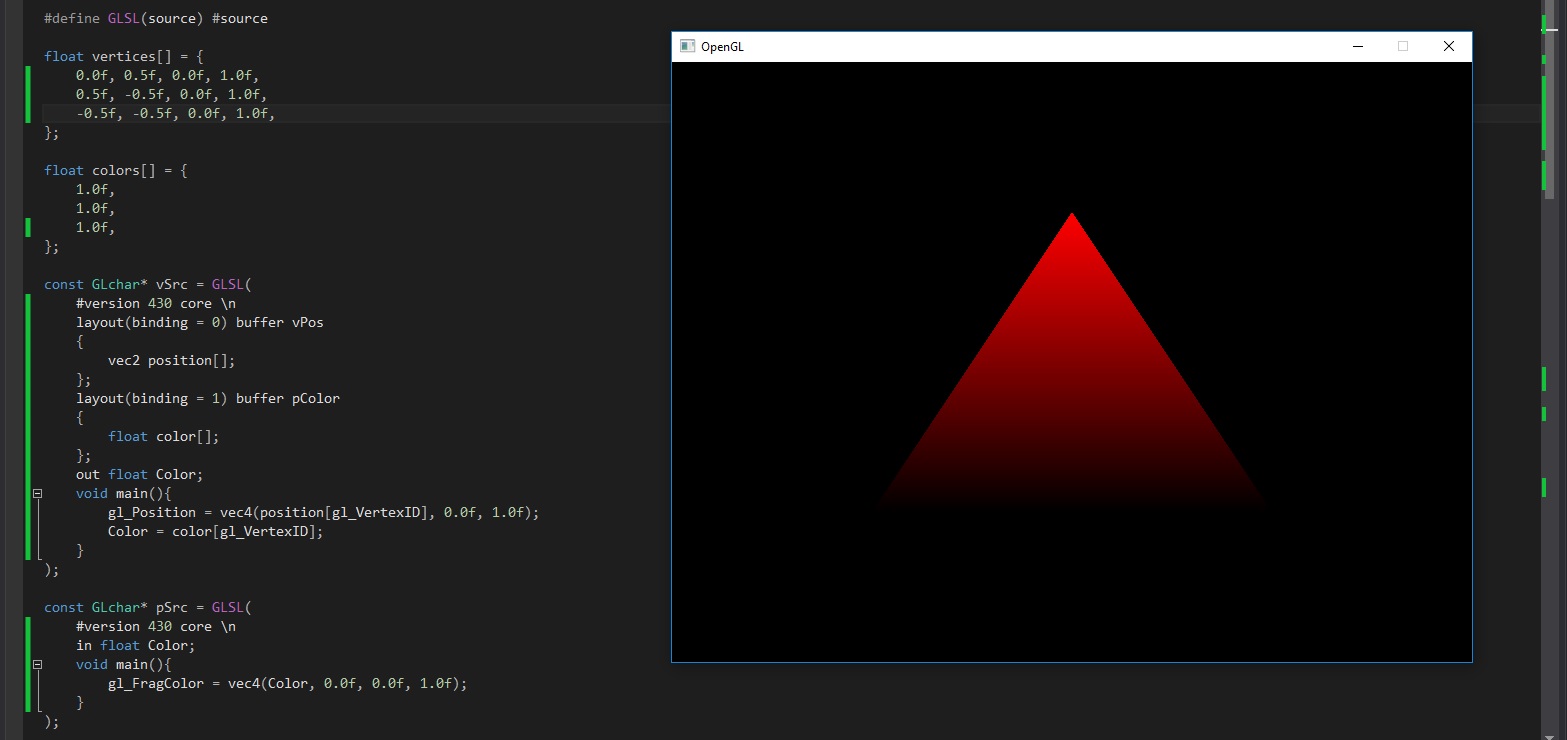 #define GLSL(source) #source
float vertices[] = {
0.0f, 0.5f, 0.0f, 1.0f,
0.5f, -0.5f, 0.0f, 1.0f,
-0.5f, -0.5f, 0.0f, 1.0f,
};
float colors[] = {
1.0f,
1.0f,
1.0f,
};
const GLchar* vSrc = GLSL(
#version 430 core \n
layout(binding = 0) buffer vPos
{
vec2 position[];
};
layout(binding = 1) buffer pColor
{
float color[];
};
out float Color;
void main(){
gl_Position = vec4(position[gl_VertexID], 0.0f, 1.0f);
Color = color[gl_VertexID];
}
);
const GLchar* pSrc = GLSL(
#version 430 core \n
in float Color;
void main(){
gl_FragColor = vec4(Color, 0.0f, 0.0f, 1.0f);
}
);
OpenGL